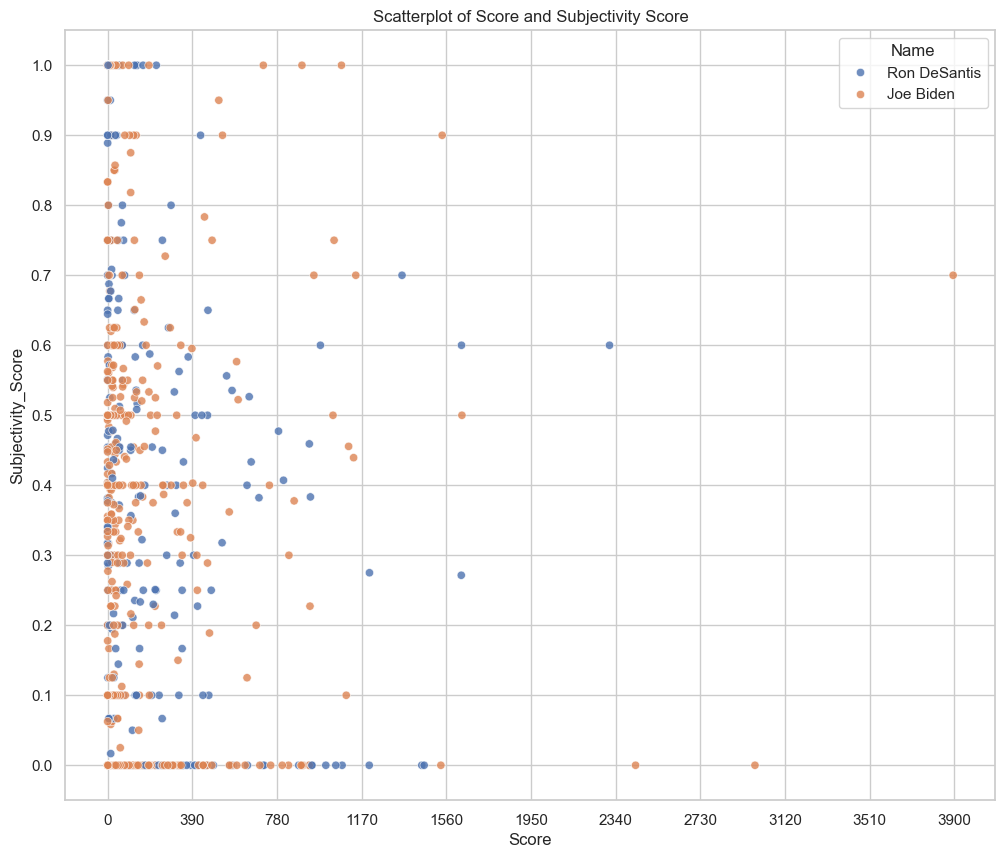 Scatterplot of Score and Subjectivity Score
Name
Ron DeSantis
Joe Biden
1.0
0.9
0.8
0.7
0.6
0.5
0.4
0.3
0.2
0.1
0.0
Subjectivity_Score
0 390 780 1170 1560 1950 2340 2730 3120 3510 3900
Score